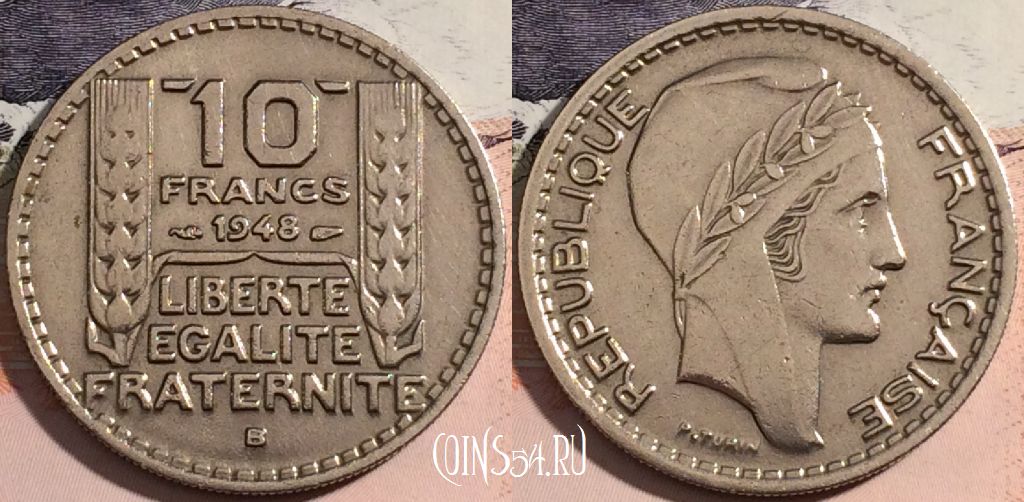 10
FRANCS
1948
LIBERTE
EGALITE
FRATERNITE
B
REPUBLIQUE FRANÇAISE
P. TURIN
COINS54.RU